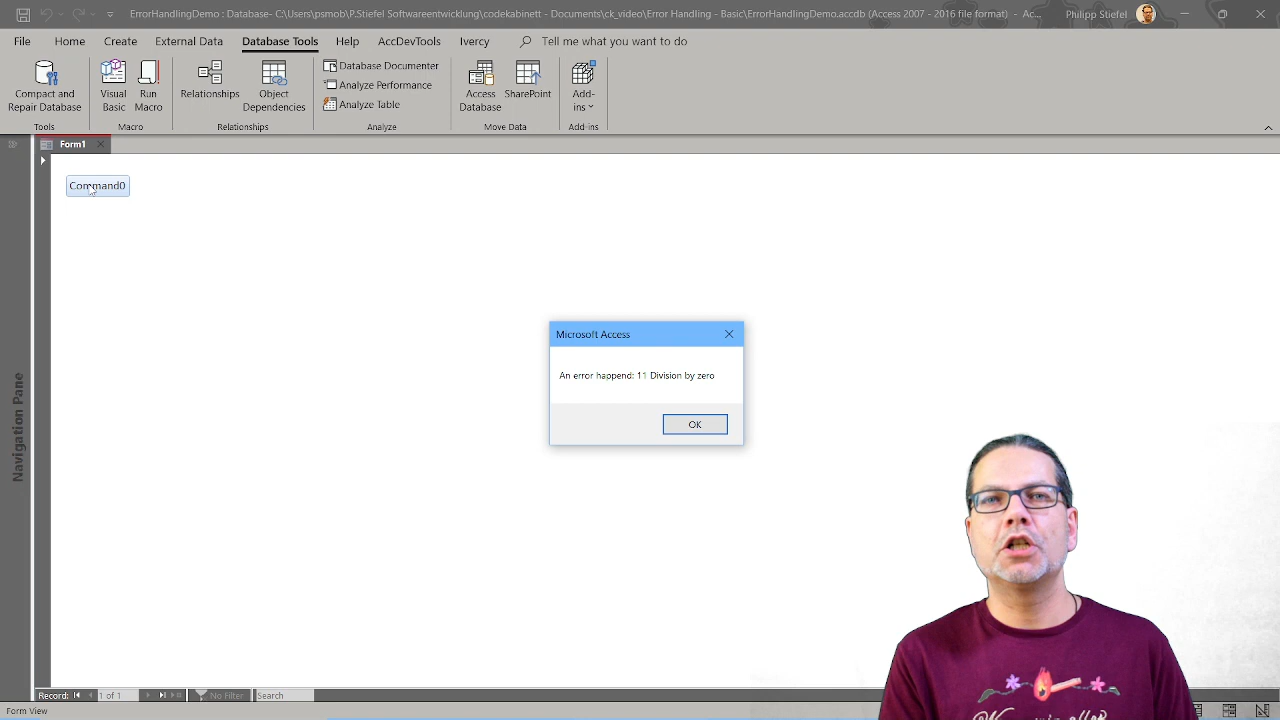 ErrorHandlingDemo : Database- C:\Users\psmob\P.Stiefel Softwareentwicklung\codekabinett - Documents\ck_video\Error Handling - Basic\ErrorHandlingDemo.accdb (Access 2007 - 2016 file format) - Ac... Philipp Stiefel
File Home Create External Data Database Tools Help AccDevTools Ivercy Tell me what you want to do
Compact and Repair Database
Visual Basic
Run Macro
Relationships
Object Dependencies
Database Documenter
Analyze Performance
Analyze Table
Access Database
SharePoint
Add-ins
Tools Macro Relationships Analyze Move Data Add-ins
Form1
Command0
Microsoft Access
An error happend: 11 Division by zero
OK
Navigation Pane
Record: 1 of 1 No Filter Search
Form View